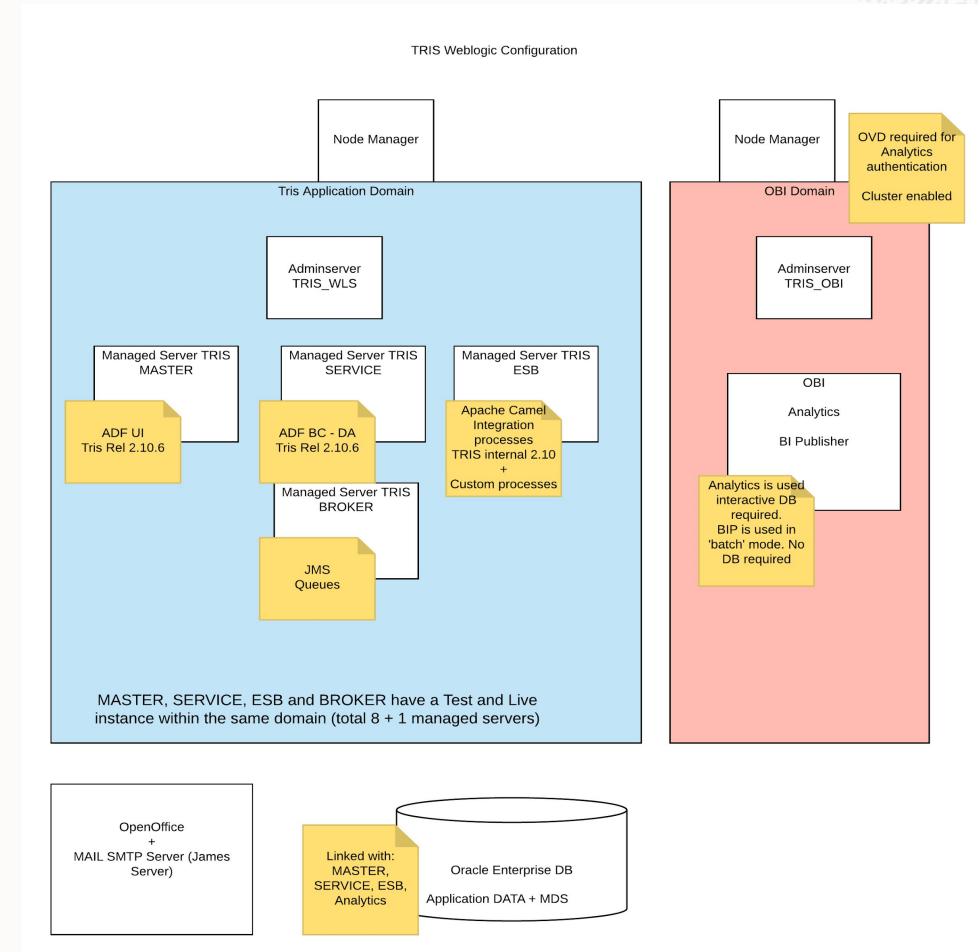 TRIS Weblogic Configuration
Node Manager
Node Manager
OVD required for
Analytics
authentication
Cluster enabled
Tris Application Domain
OBI Domain
Adminserver
TRIS_WLS
Adminserver
TRIS_OBI
Managed Server TRIS
MASTER
ADF UI
Tris Rel 2.10.6
Managed Server TRIS
SERVICE
ADF BC - DA
Tris Rel 2.10.6
Managed Server TRIS
ESB
Apache Camel
Integration
processes
TRIS internal 2.10
+
Custom processes
Managed Server TRIS
BROKER
JMS
Queues
OBI
Analytics
BI Publisher
Analytics is used
interactive DB
required.
BIP is used in
'batch' mode. No
DB required
MASTER, SERVICE, ESB and BROKER have a Test and Live
instance within the same domain (total 8 + 1 managed servers)
OpenOffice
+
MAIL SMTP Server (James
Server)
Linked with:
MASTER,
SERVICE, ESB,
Analytics
Oracle Enterprise DB
Application DATA + MDS